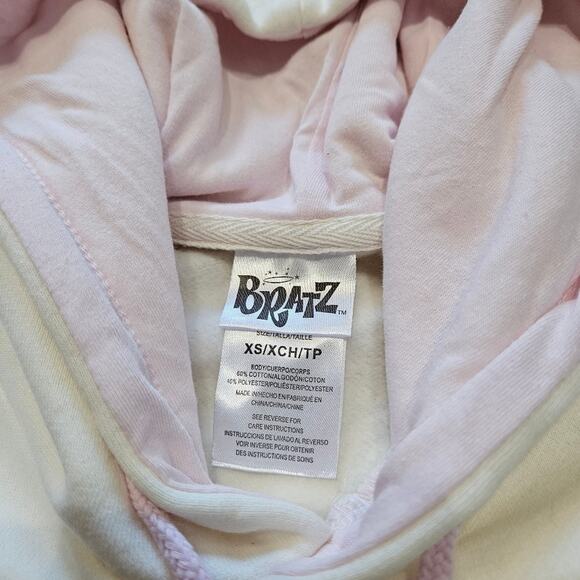 BRATZ™
SIZE/TALLA/TAILLE
XS/XCH/TP
BODY/CUERPO/CORPS
60% COTTON/ALGODÓN/COTON
40% POLYESTER/POLIÉSTER/POLYESTER
MADE IN/HECHO EN/FABRIQUÉ EN
CHINA/CHINA/CHINE
SEE REVERSE FOR
CARE INSTRUCTIONS
INSTRUCCIONES DE LAVADO AL REVERSO
VOIR INVERSE POUR OBTENIR
DES INSTRUCTIONS DE SOINS